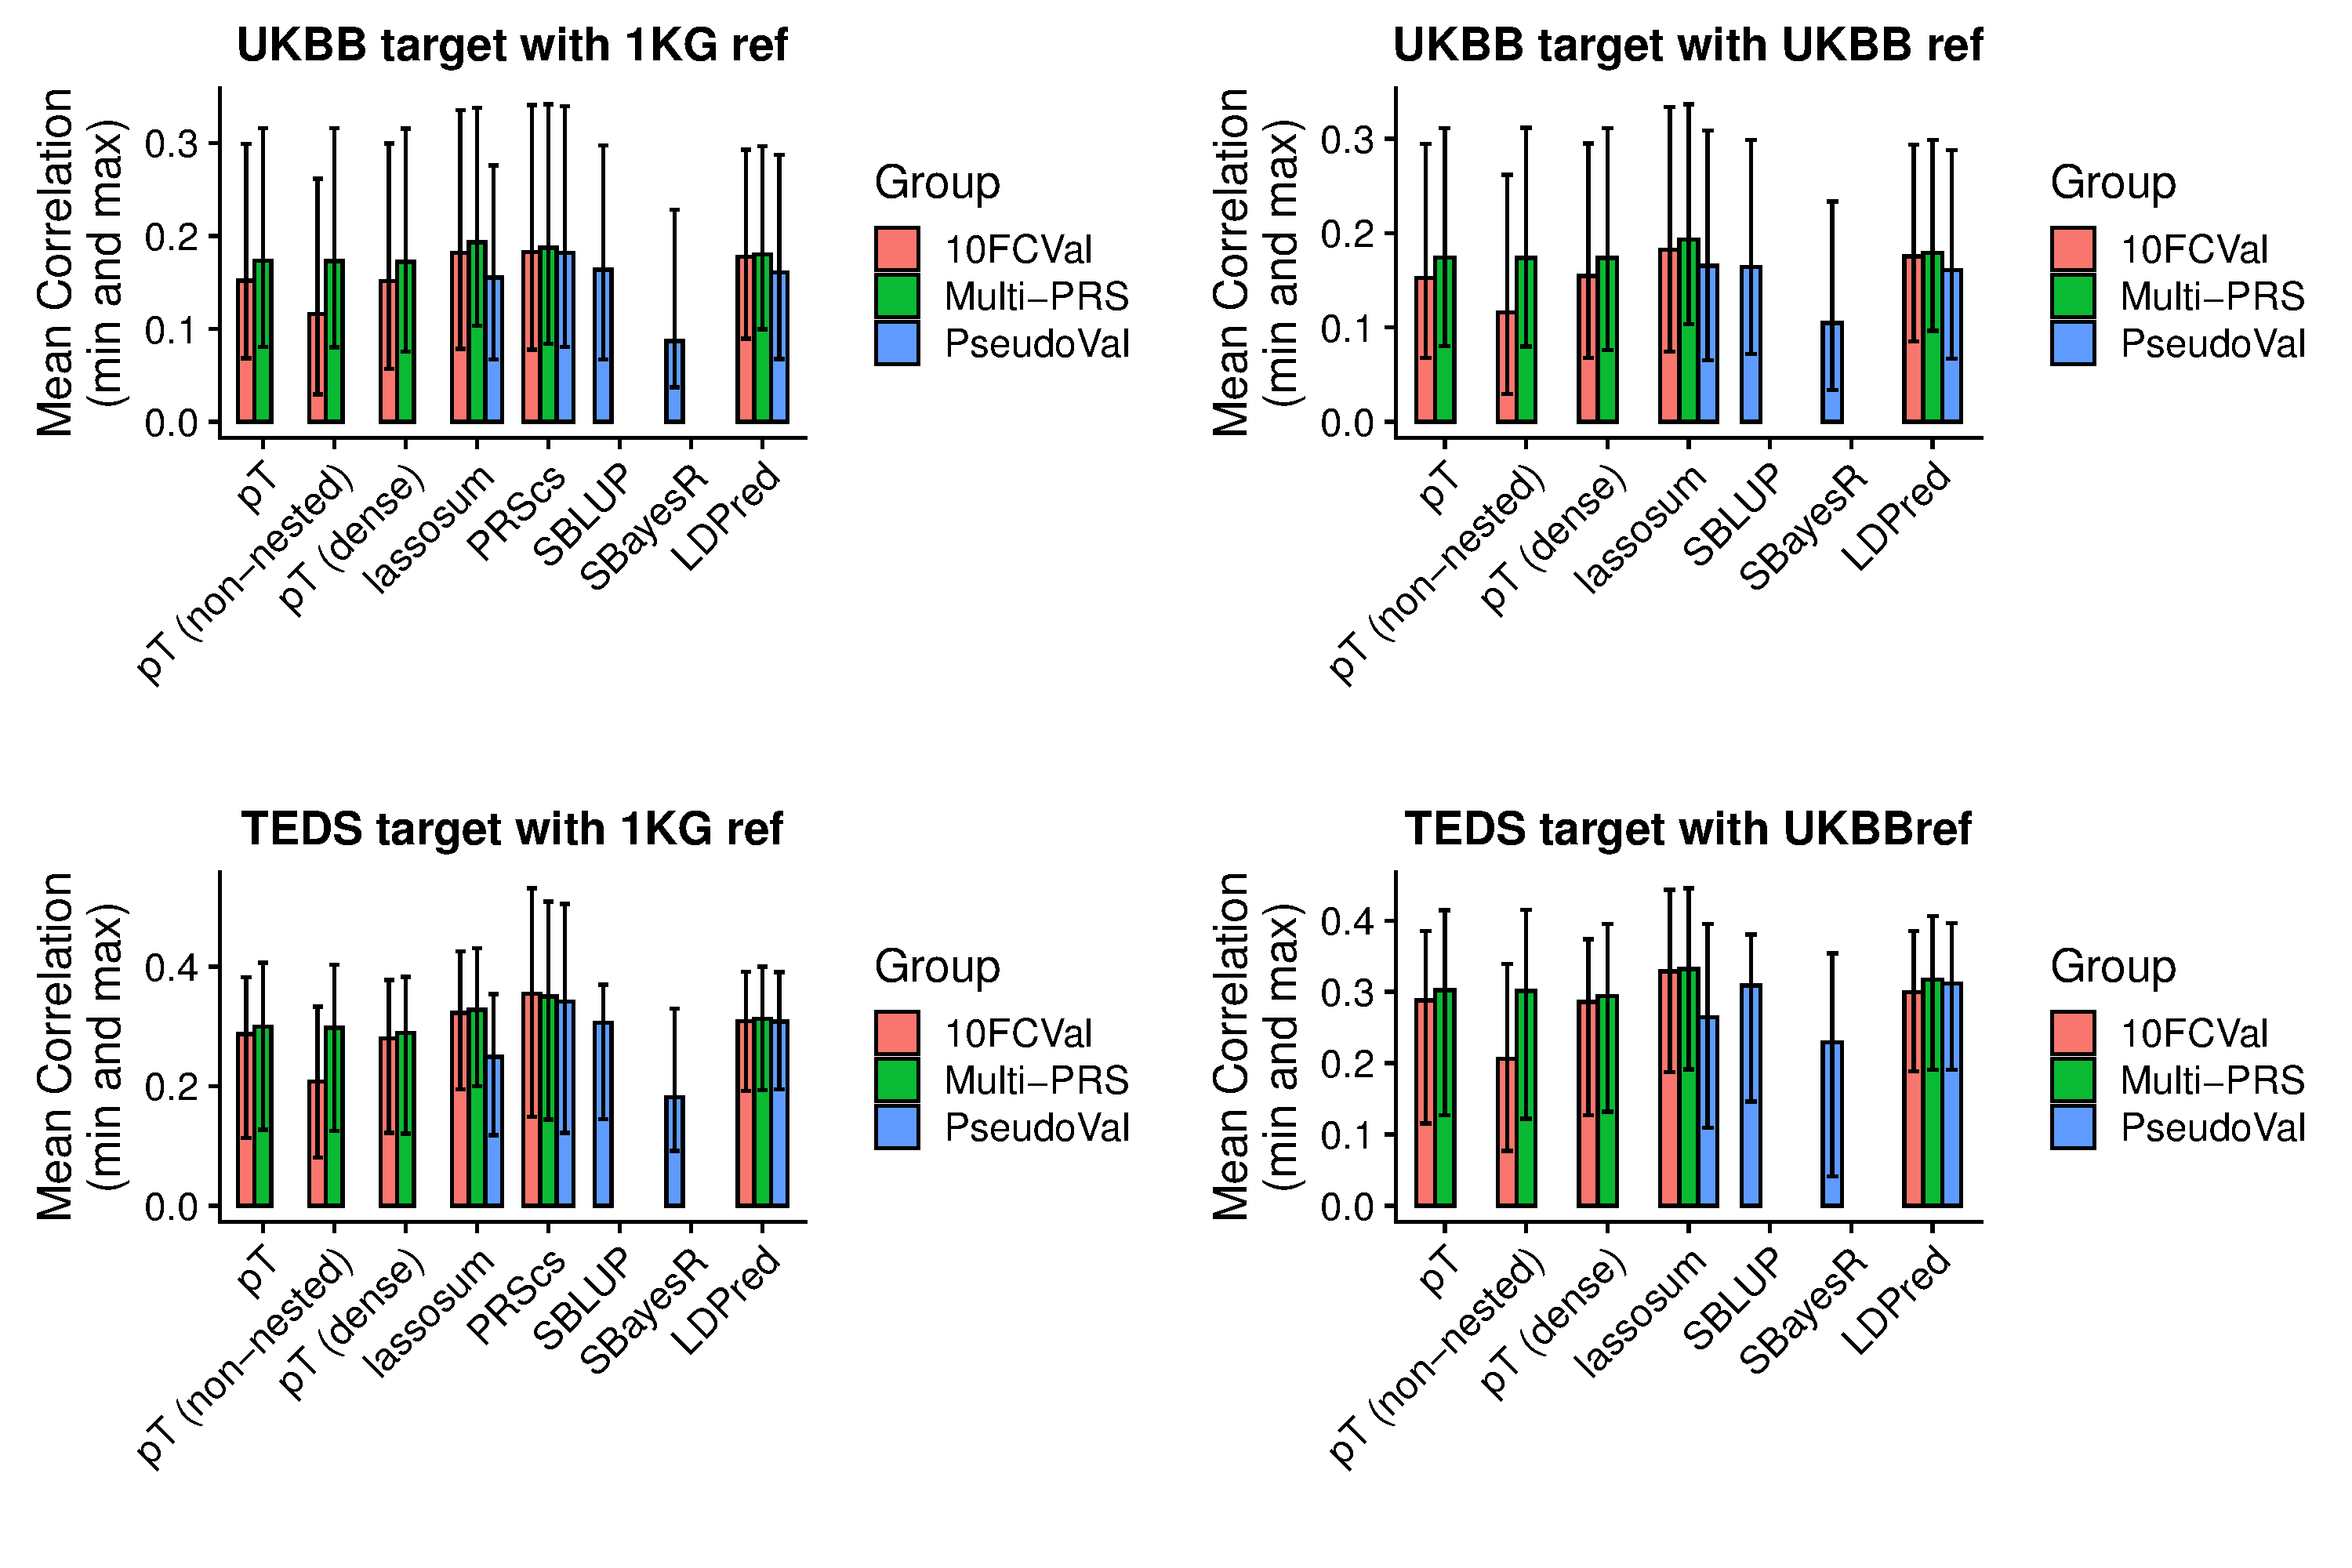 UKBB target with 1KG ref
Mean Correlation
(min and max)
0.3
0.2
0.1
0.0
pT
pT (non−nested)
pT (dense)
lassosum
PRScs
SBLUP
SBayesR
LDPred
Group
10FCVal
Multi−PRS
PseudoVal
UKBB target with UKBB ref
Mean Correlation
(min and max)
0.3
0.2
0.1
0.0
pT
pT (non−nested)
pT (dense)
lassosum
SBLUP
SBayesR
LDPred
Group
10FCVal
Multi−PRS
PseudoVal
TEDS target with 1KG ref
Mean Correlation
(min and max)
0.4
0.2
0.0
pT
pT (non−nested)
pT (dense)
lassosum
PRScs
SBLUP
SBayesR
LDPred
Group
10FCVal
Multi−PRS
PseudoVal
TEDS target with UKBBref
Mean Correlation
(min and max)
0.4
0.3
0.2
0.1
0.0
pT
pT (non−nested)
pT (dense)
lassosum
SBLUP
SBayesR
LDPred
Group
10FCVal
Multi−PRS
PseudoVal